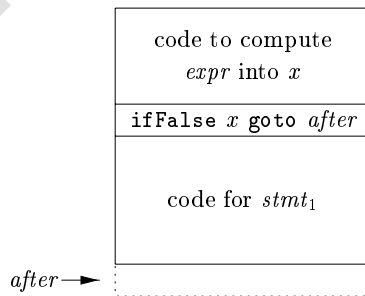 code to compute
expr into x
ifFalse x goto after
code for stmt₁
after